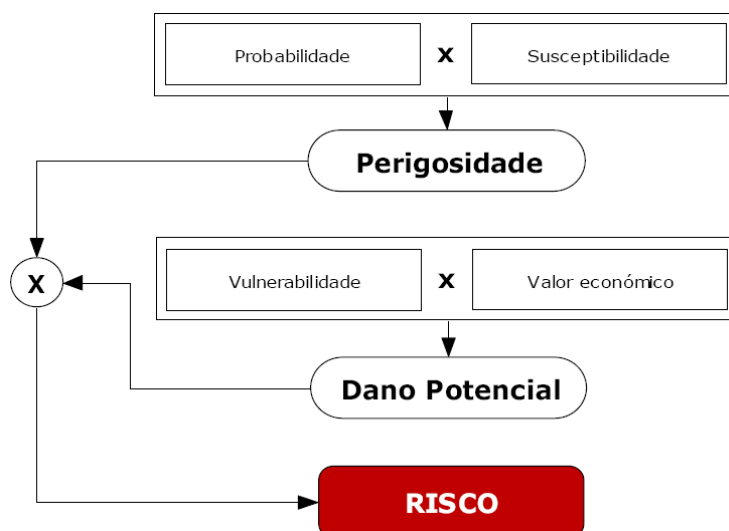 Probabilidade x Susceptibilidade
Perigosidade
X
Vulnerabilidade x Valor económico
Dano Potencial
RISCO